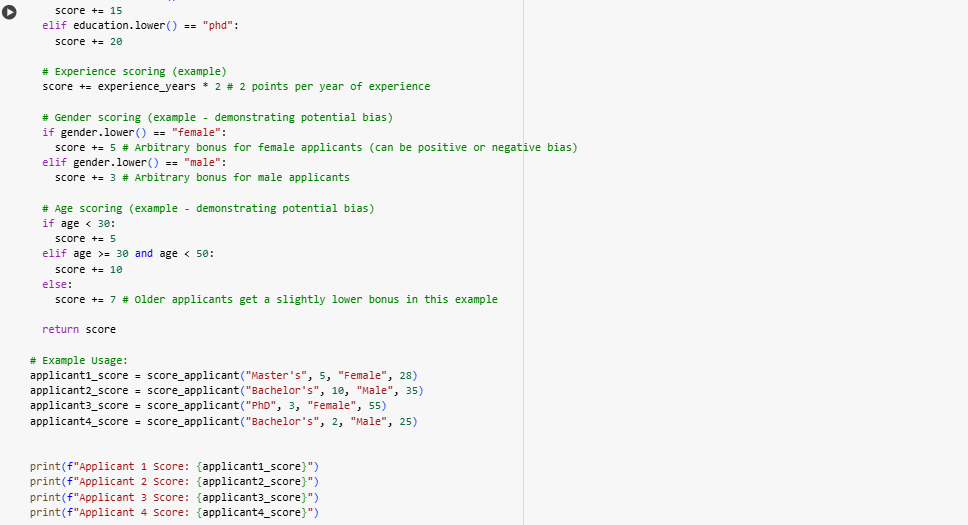 score += 15
elif education.lower() == "phd":
score += 20
# Experience scoring (example)
score += experience_years * 2 # 2 points per year of experience
# Gender scoring (example - demonstrating potential bias)
if gender.lower() == "female":
score += 5 # Arbitrary bonus for female applicants (can be positive or negative bias)
elif gender.lower() == "male":
score += 3 # Arbitrary bonus for male applicants
# Age scoring (example - demonstrating potential bias)
if age < 30:
score += 5
elif age >= 30 and age < 50:
score += 10
else:
score += 7 # Older applicants get a slightly lower bonus in this example
return score
# Example Usage:
applicant1_score = score_applicant("Master's", 5, "Female", 28)
applicant2_score = score_applicant("Bachelor's", 10, "Male", 35)
applicant3_score = score_applicant("PhD", 3, "Female", 55)
applicant4_score = score_applicant("Bachelor's", 2, "Male", 25)
print(f"Applicant 1 Score: {applicant1_score}")
print(f"Applicant 2 Score: {applicant2_score}")
print(f"Applicant 3 Score: {applicant3_score}")
print(f"Applicant 4 Score: {applicant4_score}")